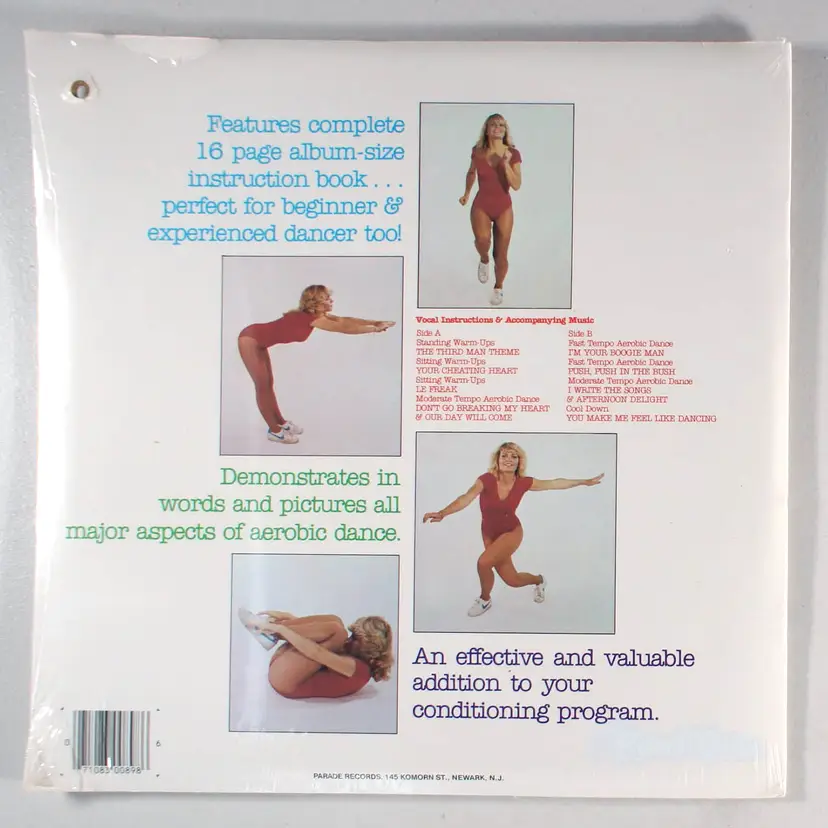 Features complete
16 page album-size
instruction book . . .
perfect for beginner &
experienced dancer too!
Vocal Instructions & Accompanying Music
Side A
Standing Warm-Ups
THE THIRD MAN THEME
Sitting Warm-Ups
YOUR CHEATING HEART
Sitting Warm-Ups
LE FREAK
Moderate Tempo Aerobic Dance
DON'T GO BREAKING MY HEART
& OUR DAY WILL COME
Side B
Fast Tempo Aerobic Dance
I'M YOUR BOOGIE MAN
Fast Tempo Aerobic Dance
PUSH, PUSH IN THE BUSH
Moderate Tempo Aerobic Dance
I WRITE THE SONGS
& AFTERNOON DELIGHT
Cool Down
YOU MAKE ME FEEL LIKE DANCING
Demonstrates in
words and pictures all
major aspects of aerobic dance.
An effective and valuable
addition to your
conditioning program.
0 71083 00898 6
PARADE RECORDS, 145 KOMORN ST., NEWARK, N.J.